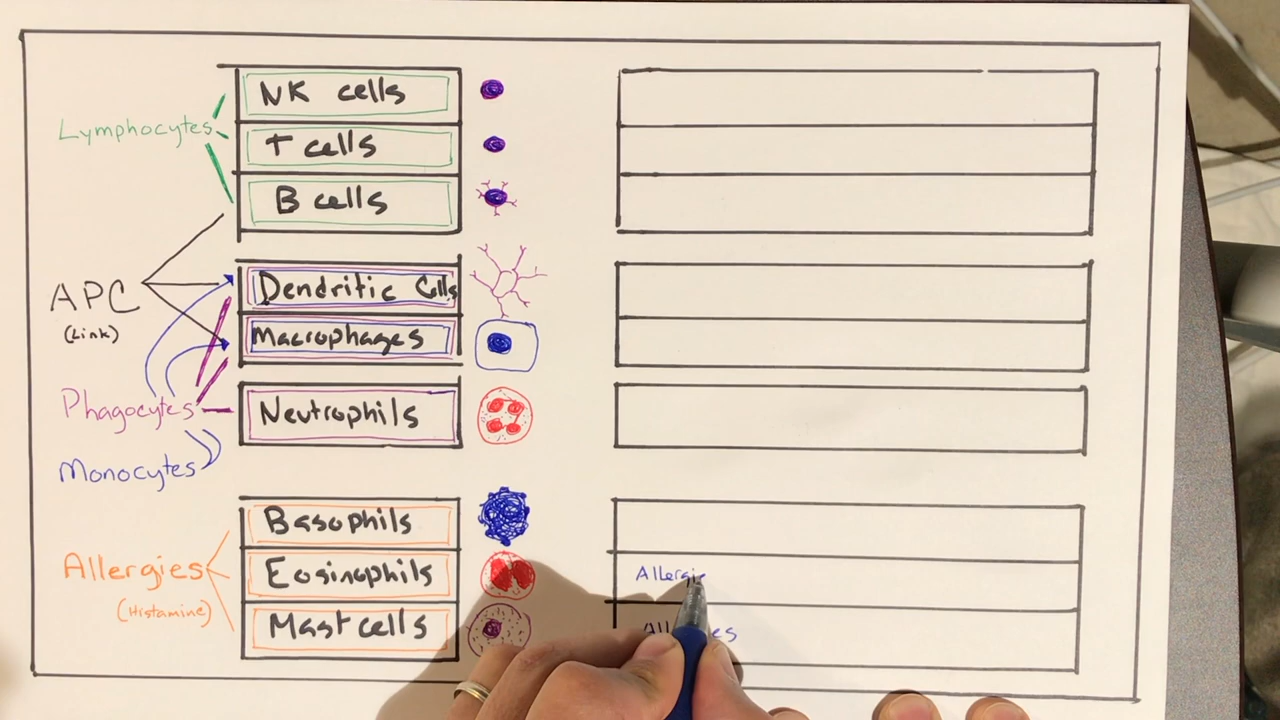 Lymphocytes
NK cells
T cells
B cells
APC
(Link)
Dendritic Cells
Macrophages
Phagocytes
Neutrophils
Monocytes
Basophils
Allergies
(Histamine)
Eosinophils
Allergi
Mast cells